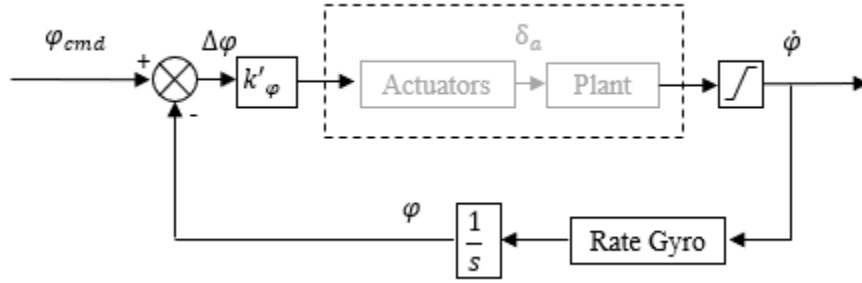 φ_cmd
+
Δφ
-
k'_φ
δ_a
Actuators
Plant
φ̇
φ
1/s
Rate Gyro